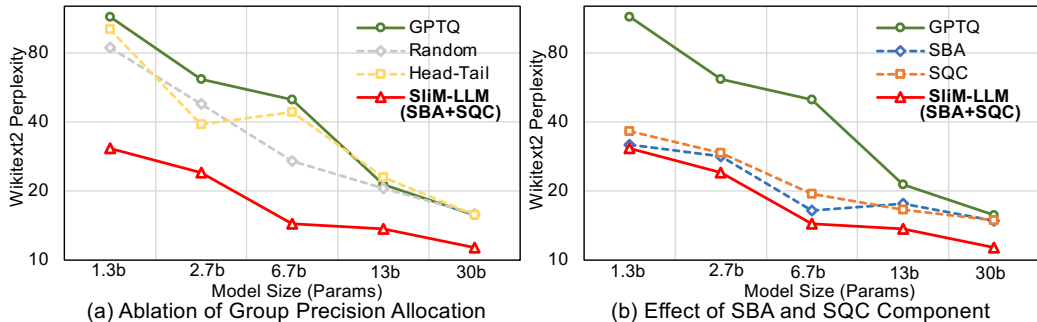 Wikitext2 Perplexity
80
40
20
10
GPTQ
Random
Head-Tail
SliM-LLM
(SBA+SQC)
1.3b 2.7b 6.7b 13b 30b
Model Size (Params)
(a) Ablation of Group Precision Allocation
Wikitext2 Perplexity
80
40
20
10
GPTQ
SBA
SQC
SliM-LLM
(SBA+SQC)
1.3b 2.7b 6.7b 13b 30b
Model Size (Params)
(b) Effect of SBA and SQC Component